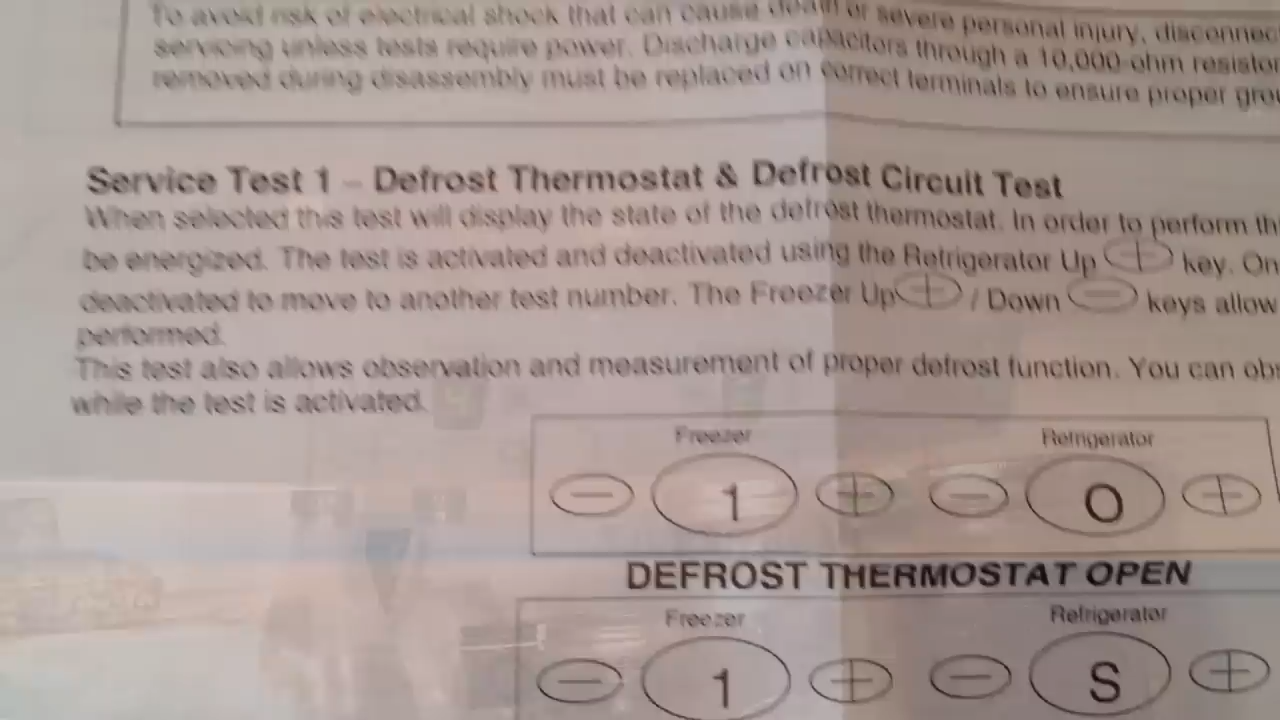 To avoid risk of electrical shock that can cause death or severe personal injury, disconnec
servicing unless tests require power. Discharge capacitors through a 10,000-ohm resistor
removed during disassembly must be replaced on correct terminals to ensure proper grou
Service Test 1 – Defrost Thermostat & Defrost Circuit Test
When selected this test will display the state of the defrost thermostat. In order to perform th
be energized. The test is activated and deactivated using the Refrigerator Up + key. On
deactivated to move to another test number. The Freezer Up + / Down − keys allow
performed.
This test also allows observation and measurement of proper defrost function. You can obs
while the test is activated.
Freezer Refrigerator
− 1 + − O +
DEFROST THERMOSTAT OPEN
Freezer Refrigerator
− 1 + − S +